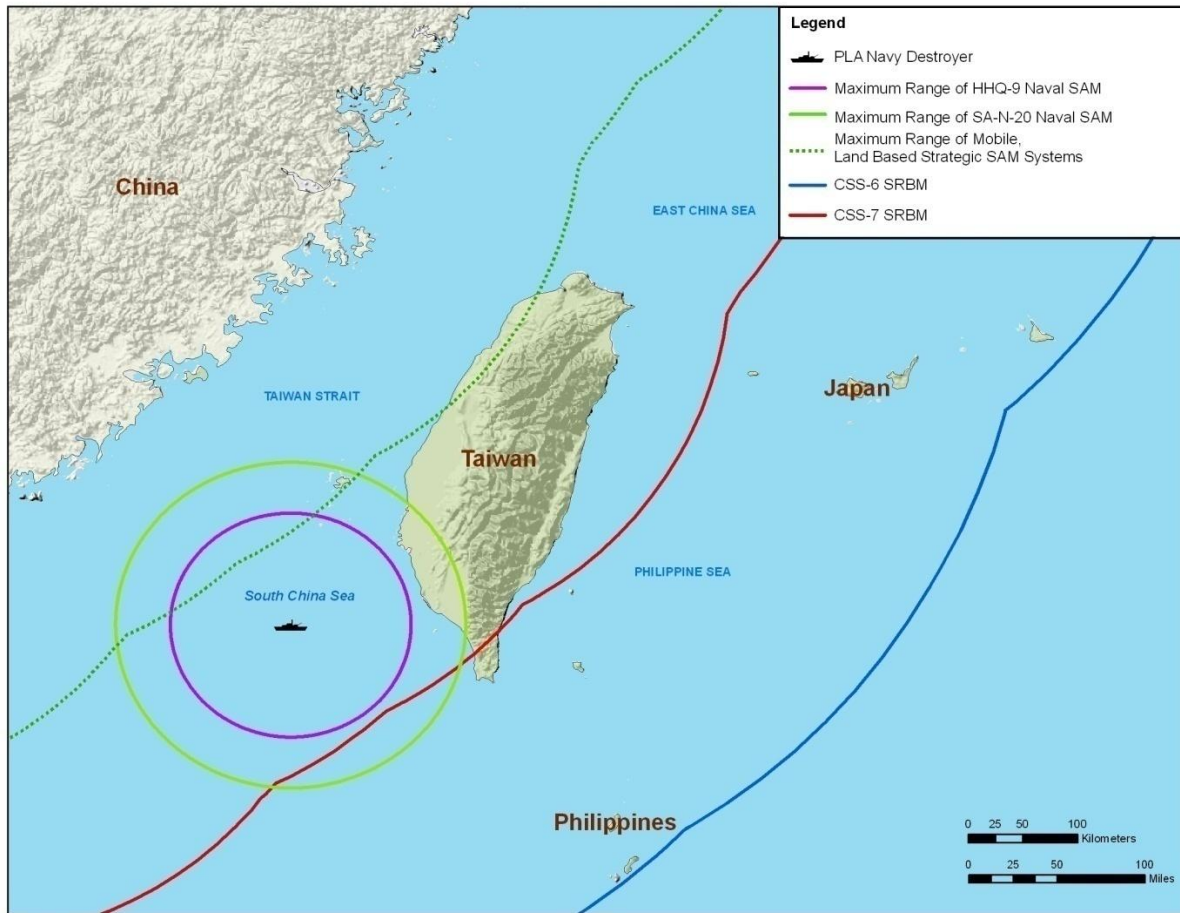 Legend
PLA Navy Destroyer
Maximum Range of HHQ-9 Naval SAM
Maximum Range of SA-N-20 Naval SAM
Maximum Range of Mobile,
Land Based Strategic SAM Systems
CSS-6 SRBM
CSS-7 SRBM
China
EAST CHINA SEA
TAIWAN STRAIT
Japan
Taiwan
PHILIPPINE SEA
South China Sea
Philippines
0 25 50 100
Kilometers
0 25 50 100
Miles